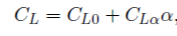 C_L = C_{L0} + C_{Lα}α,